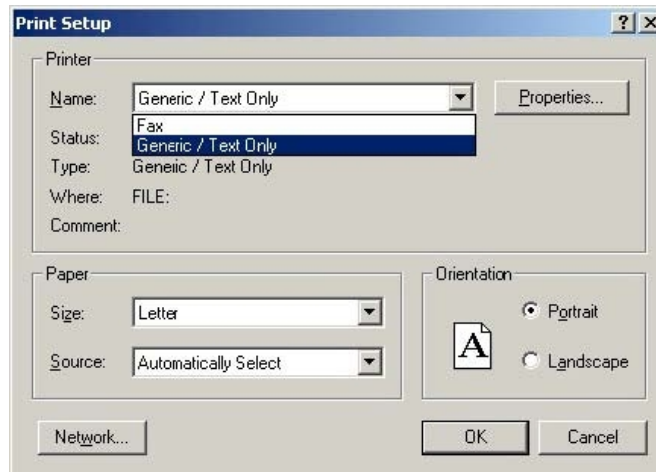 Print Setup
Printer
Name:
Generic / Text Only
Properties...
Fax
Status:
Generic / Text Only
Type:
Generic / Text Only
Where:
FILE:
Comment:
Paper
Size:
Letter
Source:
Automatically Select
Orientation
A
Portrait
Landscape
Network...
OK
Cancel